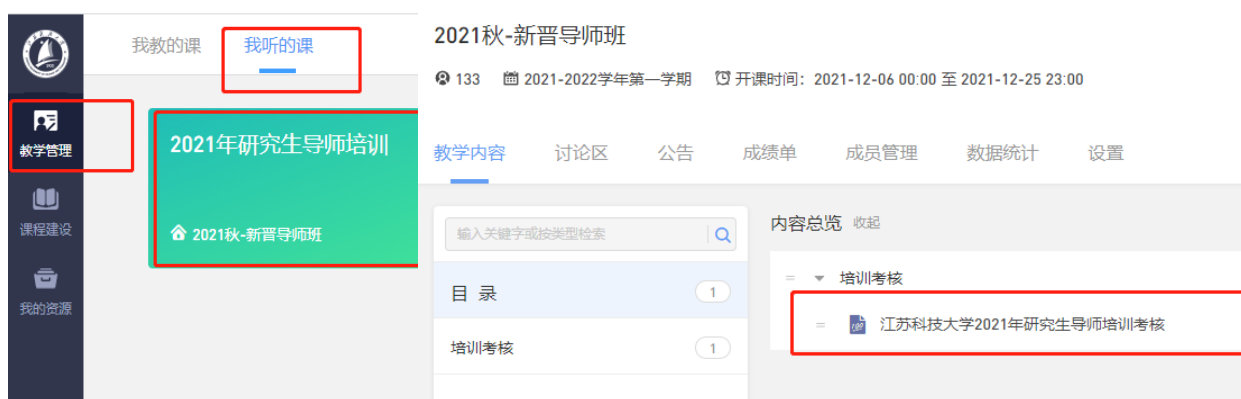 我教的课
我听的课
教学管理
课程建设
我的资源
2021年研究生导师培训
2021秋-新晋导师班
2021秋-新晋导师班
133
2021-2022学年第一学期
开课时间：2021-12-06 00:00 至 2021-12-25 23:00
教学内容
讨论区
公告
成绩单
成员管理
数据统计
设置
输入关键字或按类型检索
目 录
1
培训考核
1
内容总览
收起
培训考核
江苏科技大学2021年研究生导师培训考核